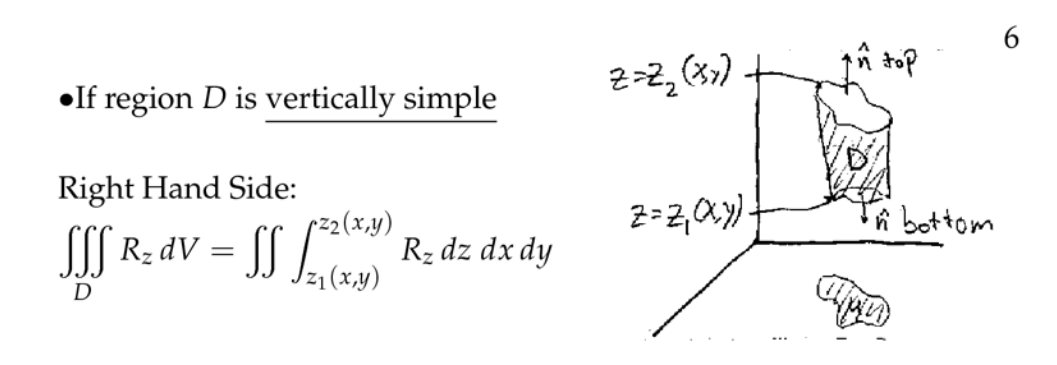 6
•If region D is vertically simple
Right Hand Side:
∭_D R_z dV = ∬ ∫_{z_1(x,y)}^{z_2(x,y)} R_z dz dx dy
z=z_2(x,y)
n̂ top
D
z=z_1(x,y)
n̂ bottom